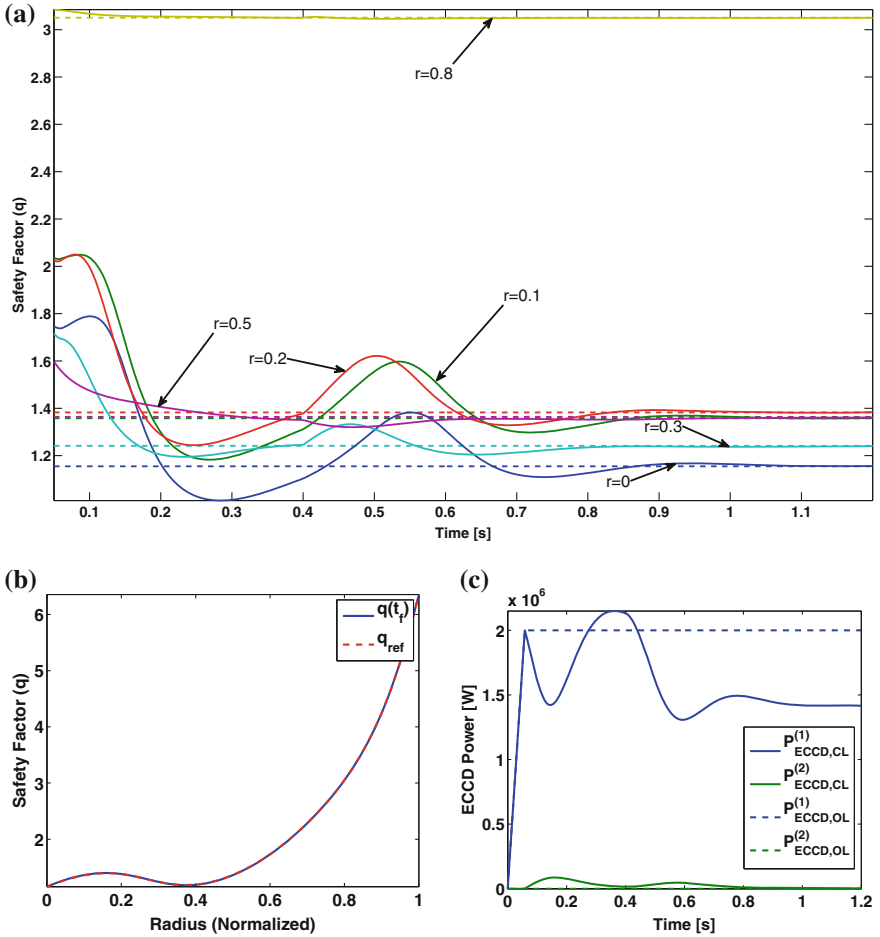 (a)
3
2.8
2.6
2.4
2.2
2
1.8
1.6
1.4
1.2
Safety Factor (q)
r=0.8
r=0.5
r=0.2
r=0.1
r=0.3
r=0
0.1 0.2 0.3 0.4 0.5 0.6 0.7 0.8 0.9 1 1.1
Time [s]
(b)
6
5
4
3
2
Safety Factor (q)
q(t_f)
q_ref
0 0.2 0.4 0.6 0.8 1
Radius (Normalized)
(c)
x 10^6
2
1.5
1
0.5
0
ECCD Power [W]
P^(1)_ECCD,CL
P^(2)_ECCD,CL
P^(1)_ECCD,OL
P^(2)_ECCD,OL
0 0.2 0.4 0.6 0.8 1 1.2
Time [s]